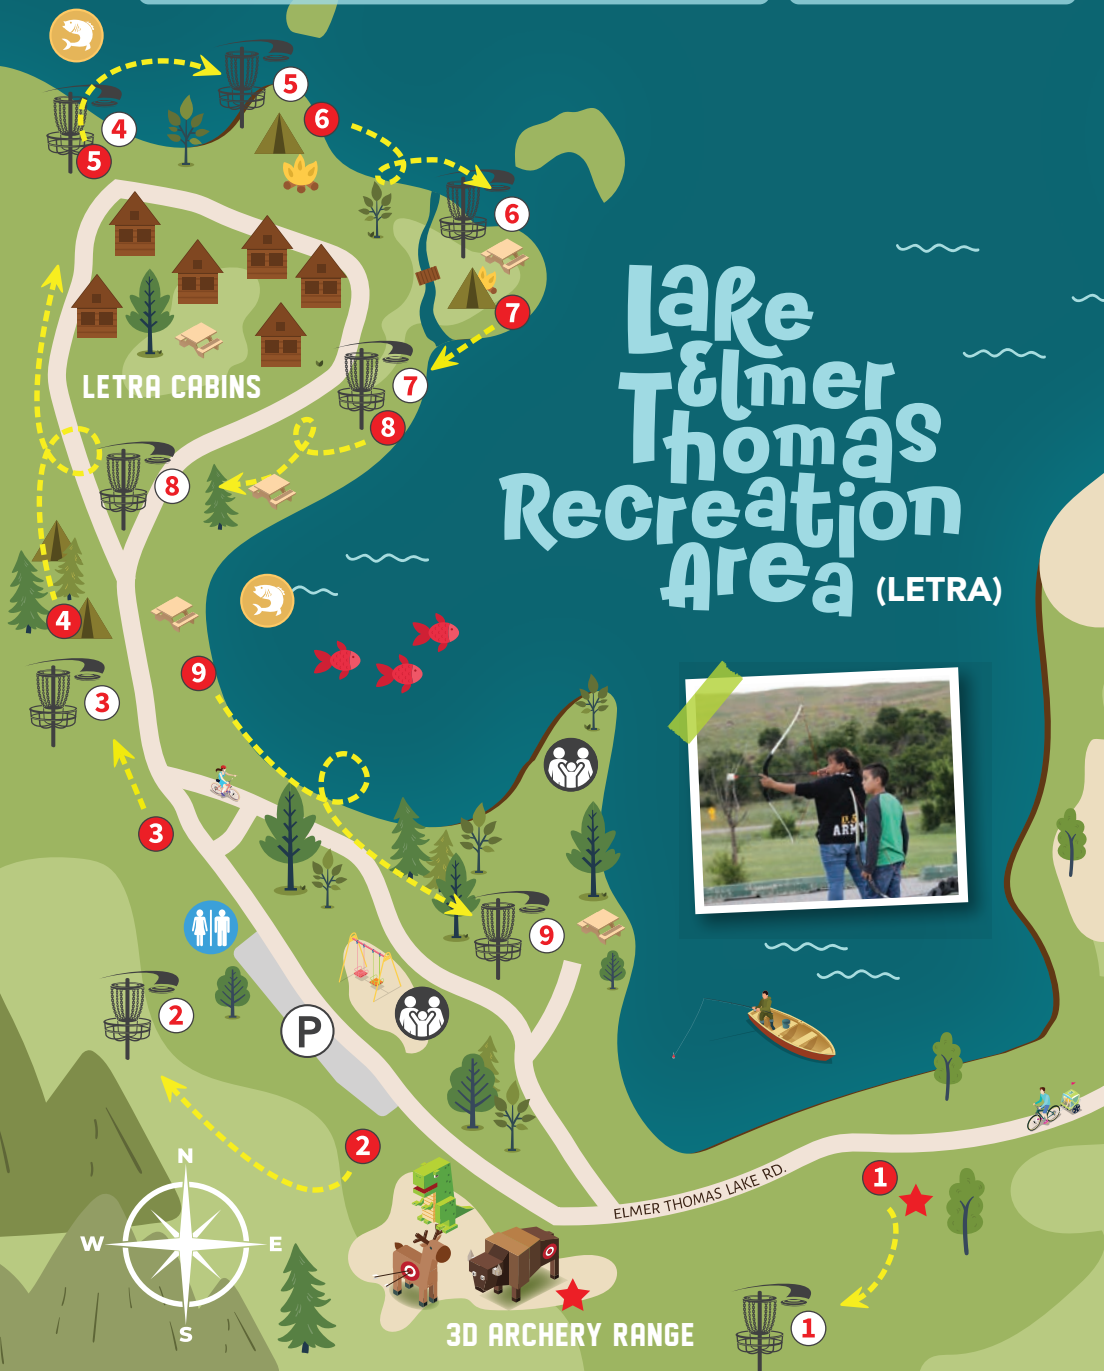 5
4
5
6
6
7
LETRA CABINS
7
8
8
4
3
9
3
9
2
P
2
1
1
Lake
Elmer
Thomas
Recreation
Area (LETRA)
U.S.
ARMY
N
W E
S
ELMER THOMAS LAKE RD.
3D ARCHERY RANGE